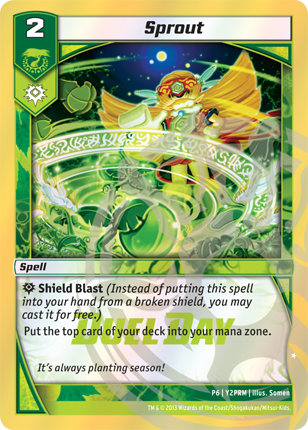 2
Sprout
Spell
Shield Blast (Instead of putting this spell
into your hand from a broken shield, you may
cast it for free.)
Put the top card of your deck into your mana zone.
DUEL DAY
It's always planting season!
P6 | Y2PRM | Illus. Somen
TM & © 2013 Wizards of the Coast/Shogakukan/Mitsui-Kids.